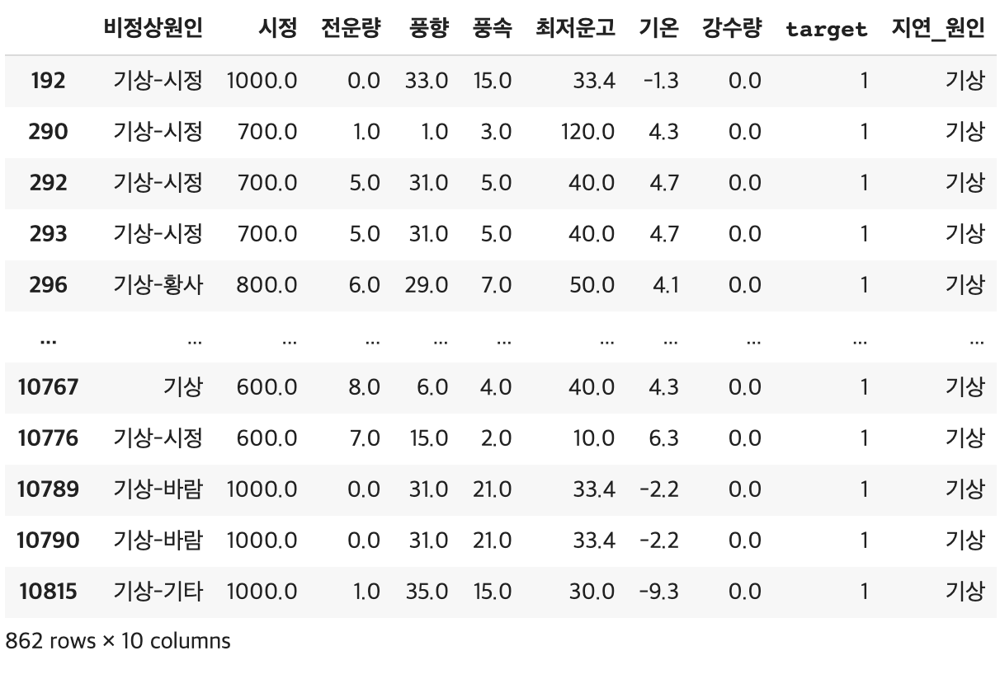 비정상원인 시정 전운량 풍향 풍속 최저운고 기온 강수량 target 지연_원인
192 기상-시정 1000.0 0.0 33.0 15.0 33.4 -1.3 0.0 1 기상
290 기상-시정 700.0 1.0 1.0 3.0 120.0 4.3 0.0 1 기상
292 기상-시정 700.0 5.0 31.0 5.0 40.0 4.7 0.0 1 기상
293 기상-시정 700.0 5.0 31.0 5.0 40.0 4.7 0.0 1 기상
296 기상-황사 800.0 6.0 29.0 7.0 50.0 4.1 0.0 1 기상
... ... ... ... ... ... ... ... ... ... ...
10767 기상 600.0 8.0 6.0 4.0 40.0 4.3 0.0 1 기상
10776 기상-시정 600.0 7.0 15.0 2.0 10.0 6.3 0.0 1 기상
10789 기상-바람 1000.0 0.0 31.0 21.0 33.4 -2.2 0.0 1 기상
10790 기상-바람 1000.0 0.0 31.0 21.0 33.4 -2.2 0.0 1 기상
10815 기상-기타 1000.0 1.0 35.0 15.0 30.0 -9.3 0.0 1 기상
862 rows × 10 columns